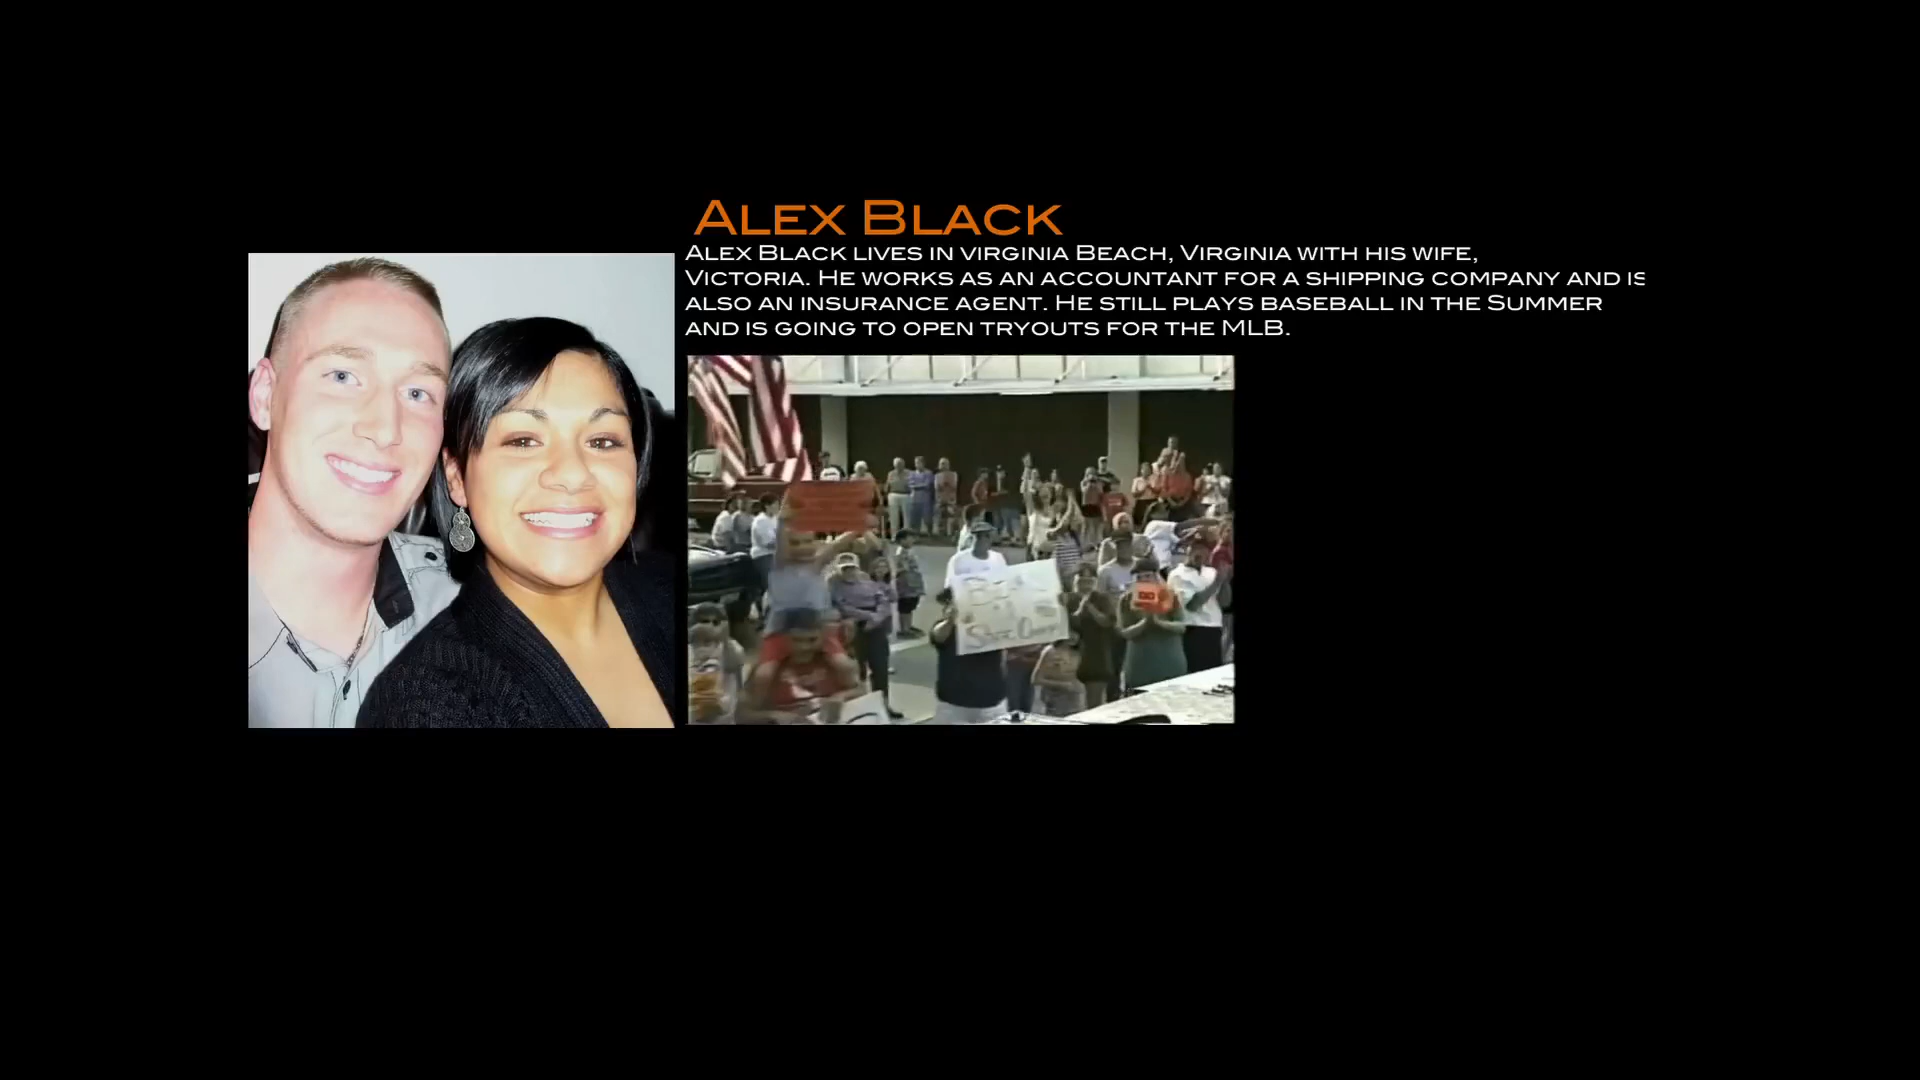 Alex Black
Alex Black lives in virginia Beach, Virginia with his wife,
Victoria. He works as an accountant for a shipping company and is
also an insurance agent. He still plays baseball in the Summer
and is going to open tryouts for the MLB.